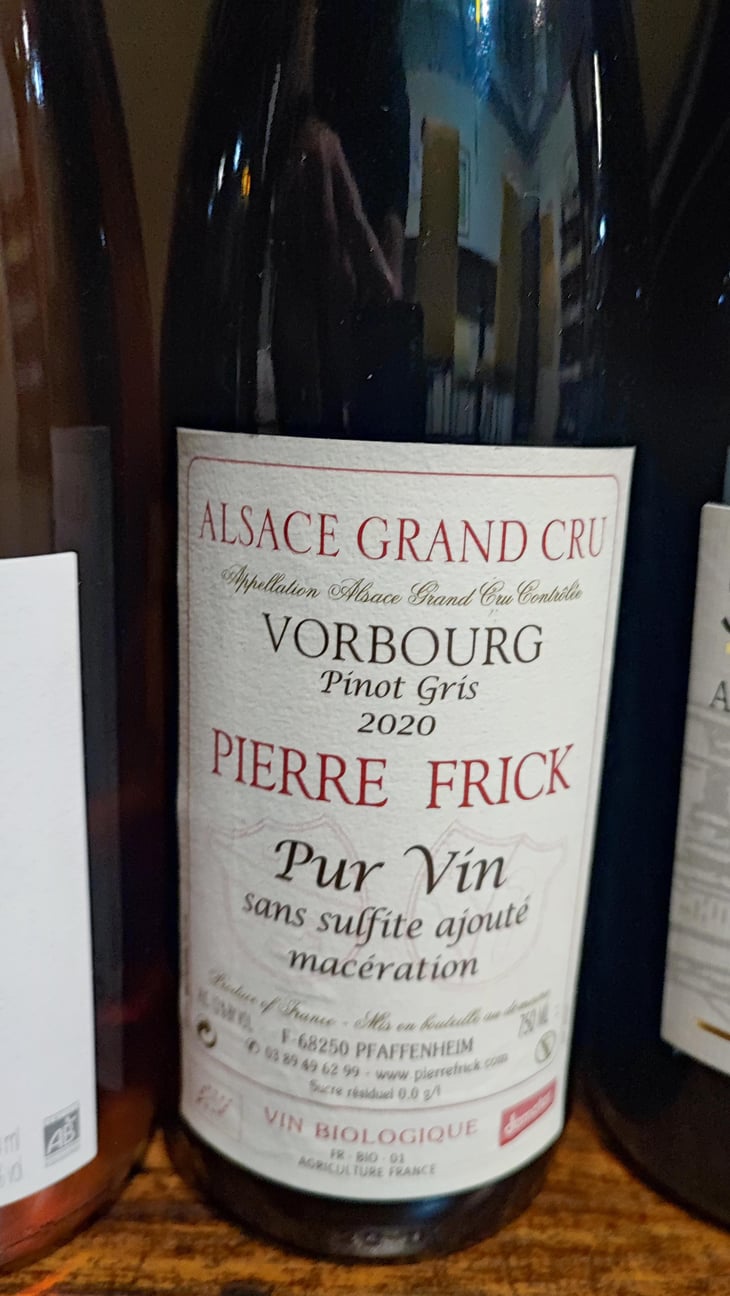 ALSACE GRAND CRU
Appellation Alsace Grand Cru Contrôlée
VORBOURG
Pinot Gris
2020
PIERRE FRICK
Pur Vin
sans sulfite ajouté
macération
Produce of France - Mis en bouteille au domaine
750 ML
F-68250 PFAFFENHEIM
03 89 49 62 99 - www.pierrefrick.com
Sucre résiduel 0.0 g/l
VIN BIOLOGIQUE
demeter
FR - BIO - 01
AGRICULTURE FRANCE
AB